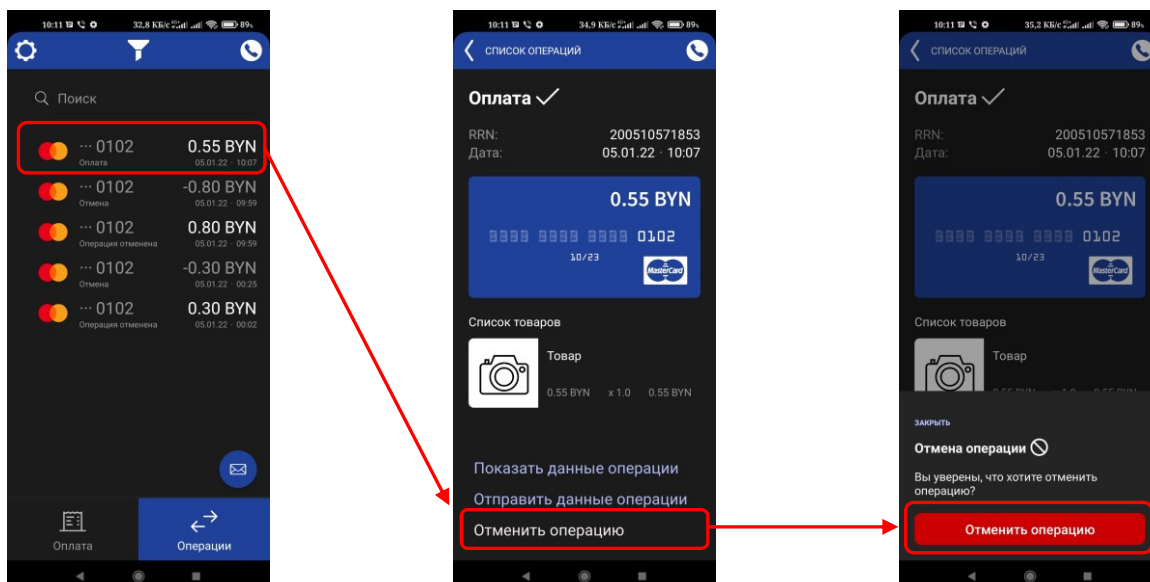 10:11 32,8 КБ/с 4G+ 89%
Поиск
··· 0102 0.55 BYN
Оплата 05.01.22 · 10:07
··· 0102 -0.80 BYN
Отмена 05.01.22 · 09:59
··· 0102 0.80 BYN
Операция отменена 05.01.22 · 09:59
··· 0102 -0.30 BYN
Отмена 05.01.22 · 00:25
··· 0102 0.30 BYN
Операция отменена 05.01.22 · 00:02
Оплата Операции
10:11 34,9 КБ/с 4G+ 89%
СПИСОК ОПЕРАЦИЙ
Оплата
RRN: 200510571853
Дата: 05.01.22 · 10:07
0.55 BYN
0102
10/23
MasterCard
Список товаров
Товар
0.55 BYN x 1.0 0.55 BYN
Показать данные операции
Отправить данные операции
Отменить операцию
10:11 35,2 КБ/с 4G+ 89%
СПИСОК ОПЕРАЦИЙ
Оплата
RRN: 200510571853
Дата: 05.01.22 · 10:07
0.55 BYN
0102
10/23
MasterCard
Список товаров
Товар
ЗАКРЫТЬ
Отмена операции
Вы уверены, что хотите отменить
операцию?
Отменить операцию